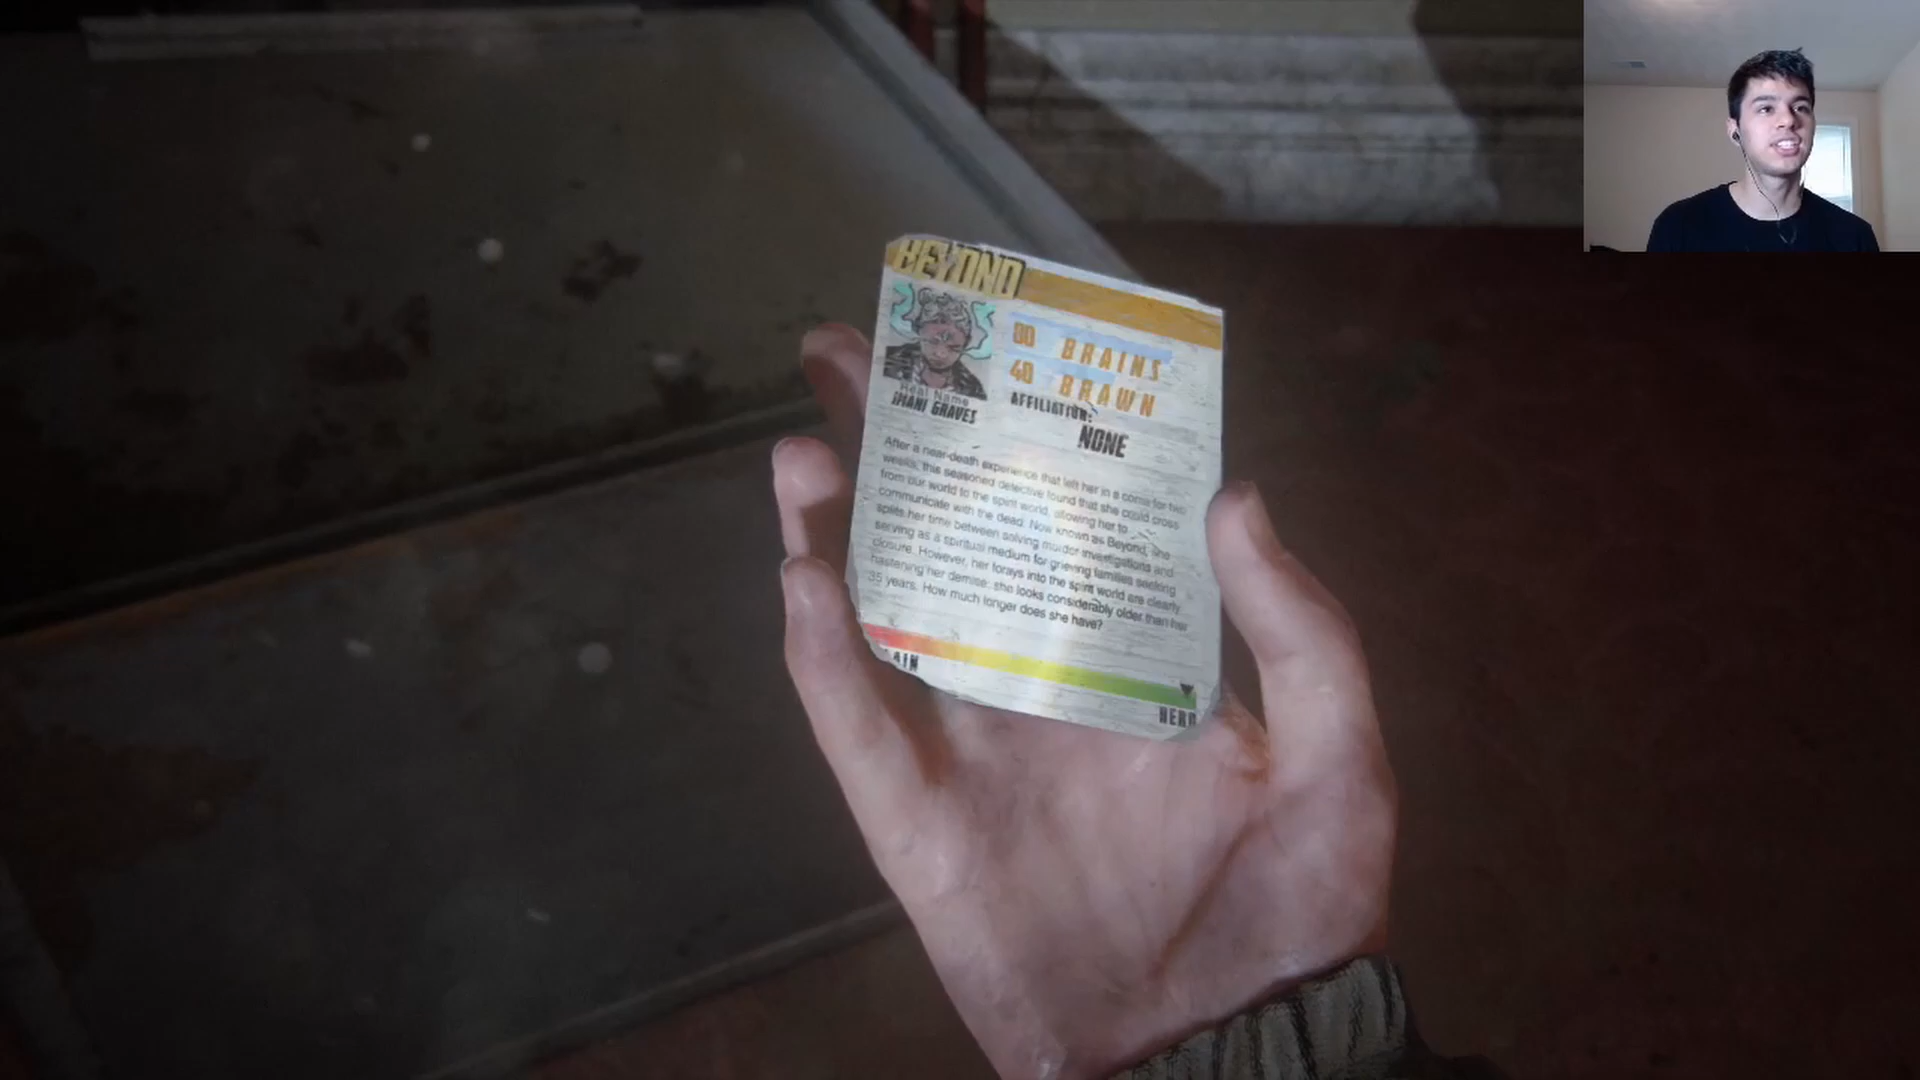 BEYOND
80 BRAINS
40 BRAWN
Real Name
IMANI GRAVES
AFFILIATION:
NONE
After a near-death experience that left her in a coma for two
weeks, this seasoned detective found that she could cross
from our world to the spirit world, allowing her to
communicate with the dead. Now known as Beyond, she
splits her time between solving murder investigations and
serving as a spiritual medium for grieving families seeking
closure. However, her forays into the spirit world are clearly
hastening her demise: she looks considerably older than her
35 years. How much longer does she have?
AIN
HERO